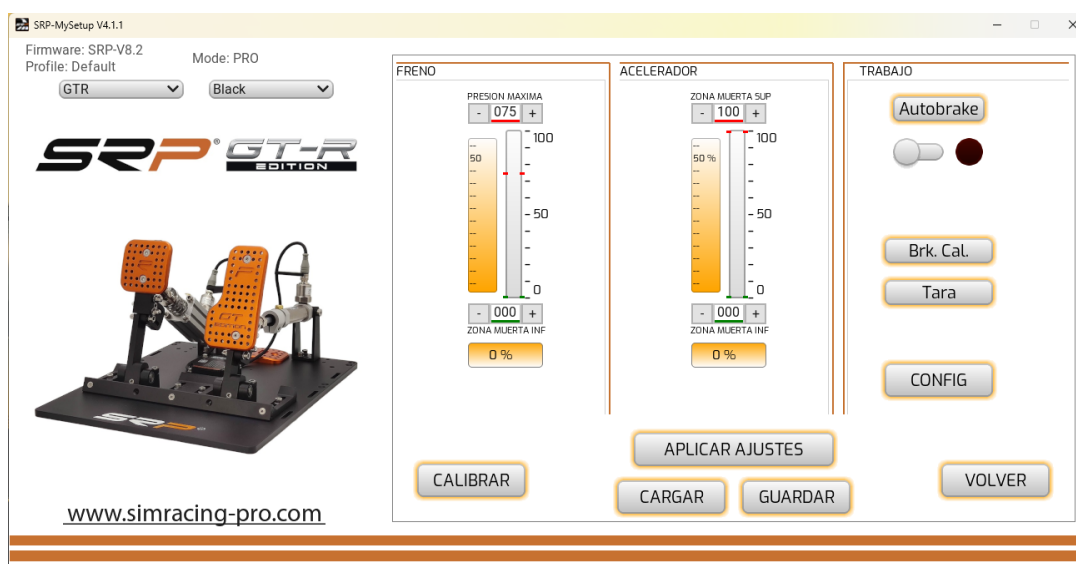 SRP-MySetup V4.1.1
Firmware: SRP-V8.2
Profile: Default
Mode: PRO
GTR
Black
SRP® GT-R
EDITION
www.simracing-pro.com
FRENO
PRESION MAXIMA
- 075 +
100
50
50
0
- 000 +
ZONA MUERTA INF
0 %
ACELERADOR
ZONA MUERTA SUP
- 100 +
100
50 %
50
0
- 000 +
ZONA MUERTA INF
0 %
TRABAJO
Autobrake
Brk. Cal.
Tara
CONFIG
APLICAR AJUSTES
CALIBRAR
CARGAR
GUARDAR
VOLVER